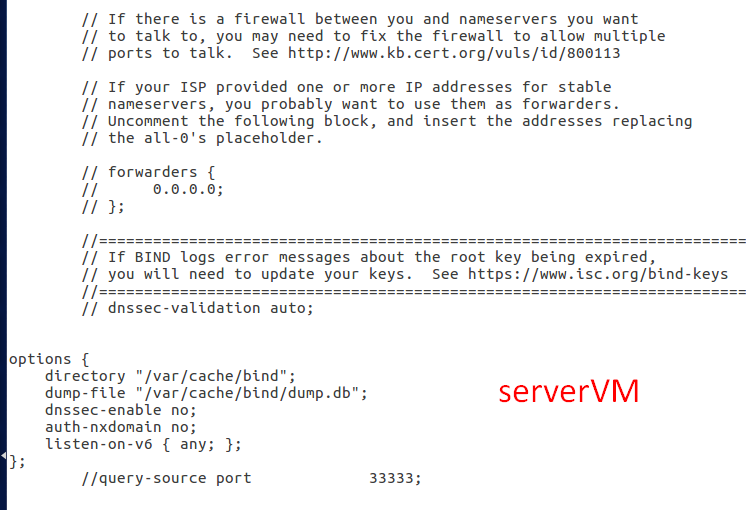 // If there is a firewall between you and nameservers you want
// to talk to, you may need to fix the firewall to allow multiple
// ports to talk.  See http://www.kb.cert.org/vuls/id/800113
// If your ISP provided one or more IP addresses for stable
// nameservers, you probably want to use them as forwarders.
// Uncomment the following block, and insert the addresses replacing
// the all-0's placeholder.
// forwarders {
//      0.0.0.0;
// };
//=========================================================================
// If BIND logs error messages about the root key being expired,
// you will need to update your keys.  See https://www.isc.org/bind-keys
//=========================================================================
// dnssec-validation auto;
options {
    directory "/var/cache/bind";
    dump-file "/var/cache/bind/dump.db";
    dnssec-enable no;
    auth-nxdomain no;
    listen-on-v6 { any; };
};
//query-source port              33333;
serverVM